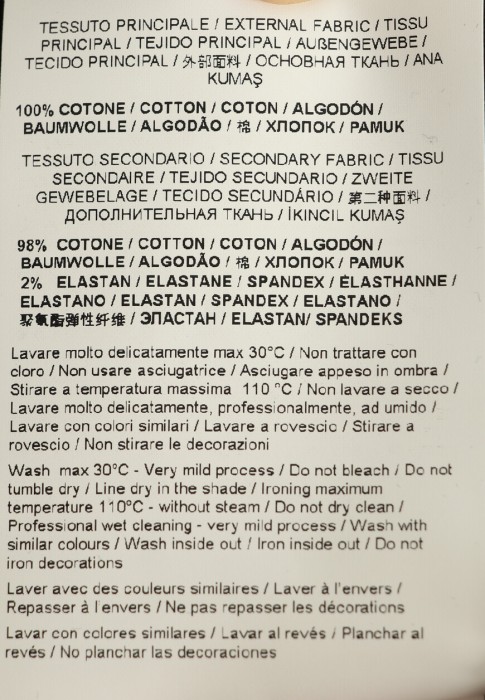 TESSUTO PRINCIPALE / EXTERNAL FABRIC / TISSU
PRINCIPAL / TEJIDO PRINCIPAL / AUßENGEWEBE /
TECIDO PRINCIPAL / 外部面料 / ОСНОВНАЯ ТКАНЬ / ANA
KUMAŞ
100% COTONE / COTTON / COTON / ALGODÓN /
BAUMWOLLE / ALGODÃO / 棉 / ХЛОПОК / PAMUK
TESSUTO SECONDARIO / SECONDARY FABRIC / TISSU
SECONDAIRE / TEJIDO SECUNDARIO / ZWEITE
GEWEBELAGE / TECIDO SECUNDÁRIO / 第二种面料 /
ДОПОЛНИТЕЛЬНАЯ ТКАНЬ / İKINCIL KUMAŞ
98% COTONE / COTTON / COTON / ALGODÓN /
BAUMWOLLE / ALGODÃO / 棉 / ХЛОПОК / PAMUK
2% ELASTAN / ELASTANE / SPANDEX / ÉLASTHANNE /
ELASTANO / ELASTAN / SPANDEX / ELASTANO /
聚氨酯弹性纤维 / ЭЛАСТАН / ELASTAN/ SPANDEKS
Lavare molto delicatamente max 30°C / Non trattare con
cloro / Non usare asciugatrice / Asciugare appeso in ombra /
Stirare a temperatura massima 110 °C / Non lavare a secco /
Lavare molto delicatamente, professionalmente, ad umido /
Lavare con colori similari / Lavare a rovescio / Stirare a
rovescio / Non stirare le decorazioni
Wash max 30°C - Very mild process / Do not bleach / Do not
tumble dry / Line dry in the shade / Ironing maximum
temperature 110°C - without steam / Do not dry clean /
Professional wet cleaning - very mild process / Wash with
similar colours / Wash inside out / Iron inside out / Do not
iron decorations
Laver avec des couleurs similaires / Laver à l'envers /
Repasser à l'envers / Ne pas repasser les décorations
Lavar con colores similares / Lavar al revés / Planchar al
revés / No planchar las decoraciones